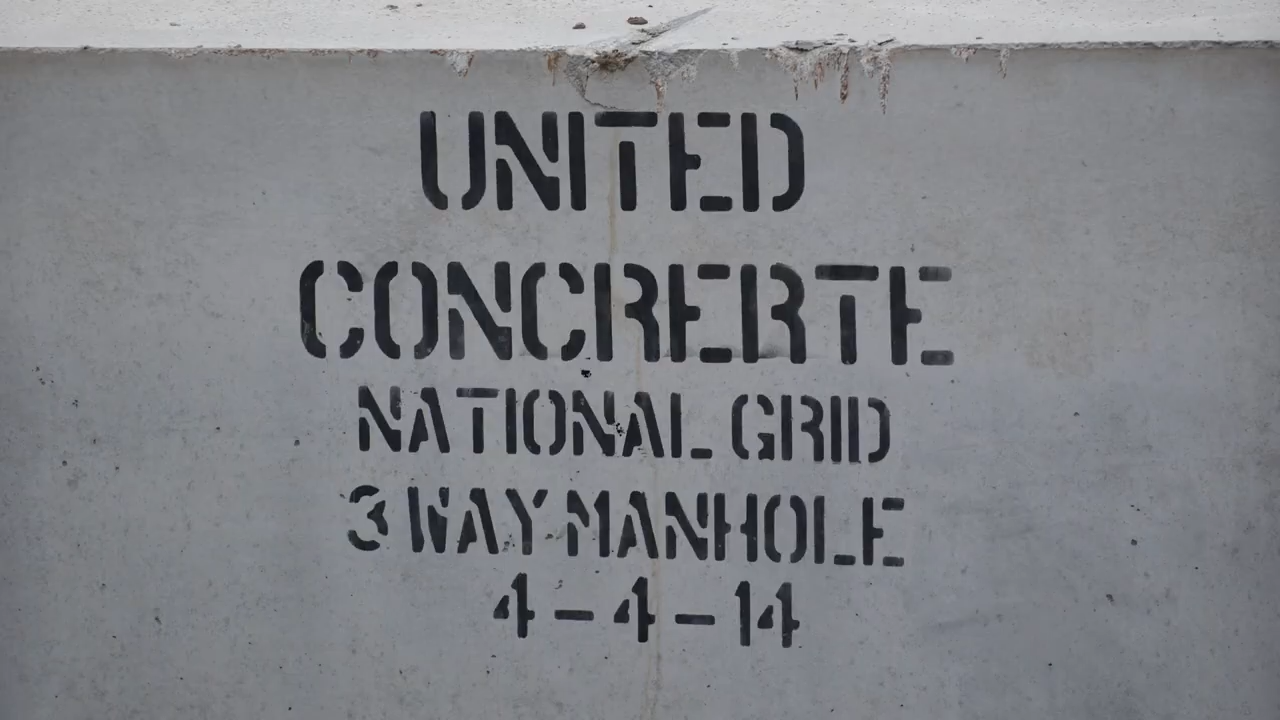 UNITED
CONCRERTE
NATIONAL GRID
3 WAY MANHOLE
4-4-14